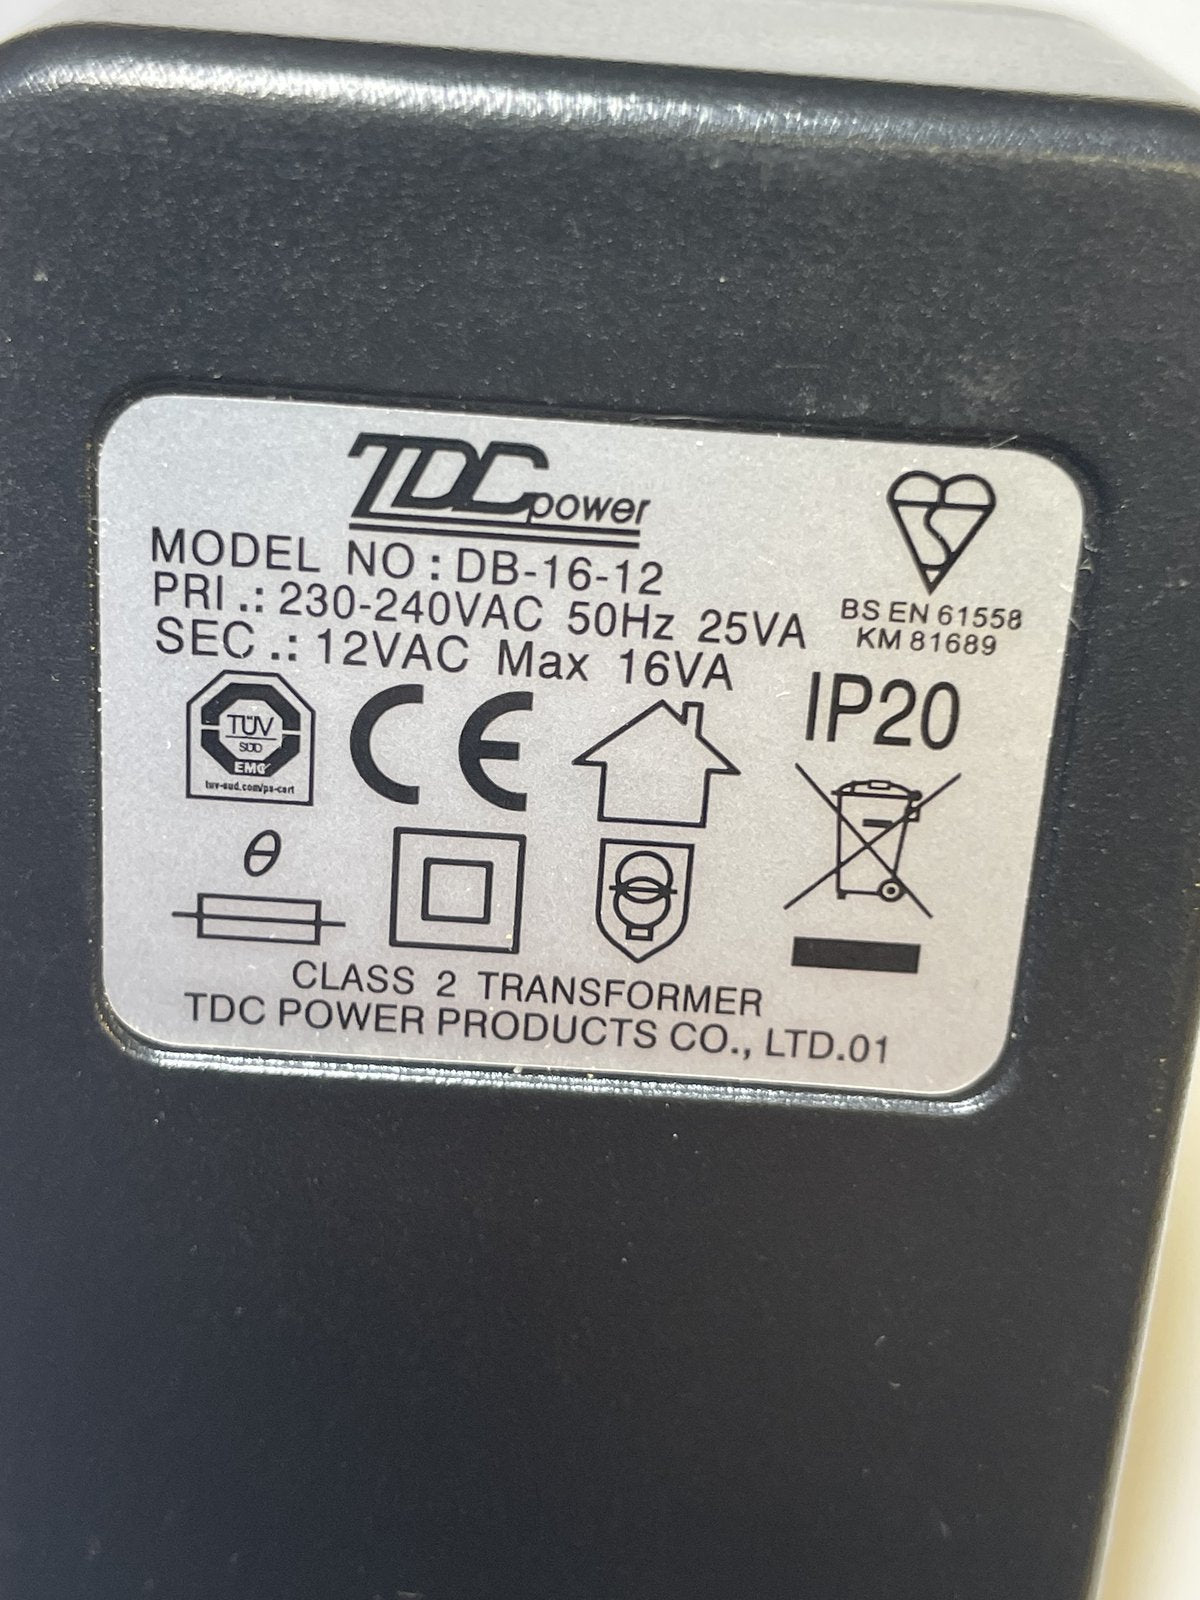 TDC power
MODEL NO : DB-16-12
PRI .: 230-240VAC 50Hz 25VA
SEC .: 12VAC Max 16VA
BS EN 61558
KM 81689
IP20
TÜV
SÜD
EMC
tuv-sud.com/ps-cert
CE
θ
CLASS 2 TRANSFORMER
TDC POWER PRODUCTS CO., LTD.01